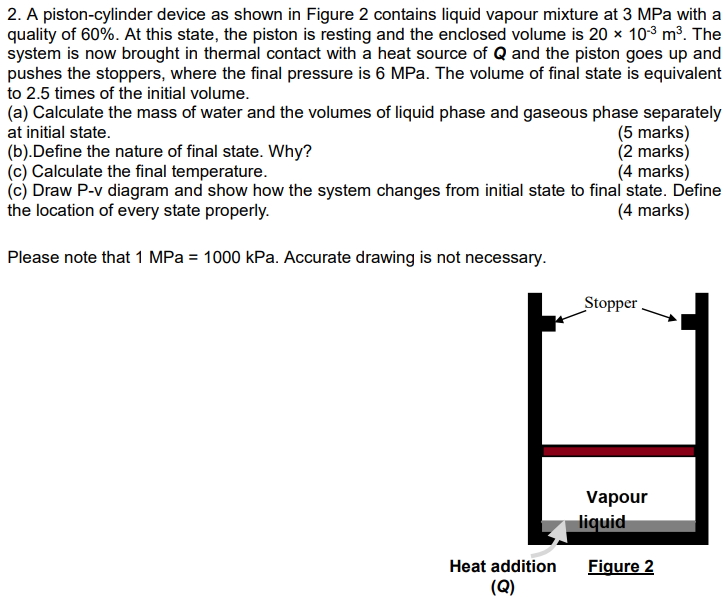 2. A piston-cylinder device as shown in Figure 2 contains liquid vapour mixture at 3 MPa with a
quality of 60%. At this state, the piston is resting and the enclosed volume is 20 × 10⁻³ m³. The
system is now brought in thermal contact with a heat source of Q and the piston goes up and
pushes the stoppers, where the final pressure is 6 MPa. The volume of final state is equivalent
to 2.5 times of the initial volume.
(a) Calculate the mass of water and the volumes of liquid phase and gaseous phase separately
at initial state. (5 marks)
(b).Define the nature of final state. Why? (2 marks)
(c) Calculate the final temperature. (4 marks)
(c) Draw P-v diagram and show how the system changes from initial state to final state. Define
the location of every state properly. (4 marks)
Please note that 1 MPa = 1000 kPa. Accurate drawing is not necessary.
Stopper
Vapour
liquid
Heat addition
(Q)
Figure 2